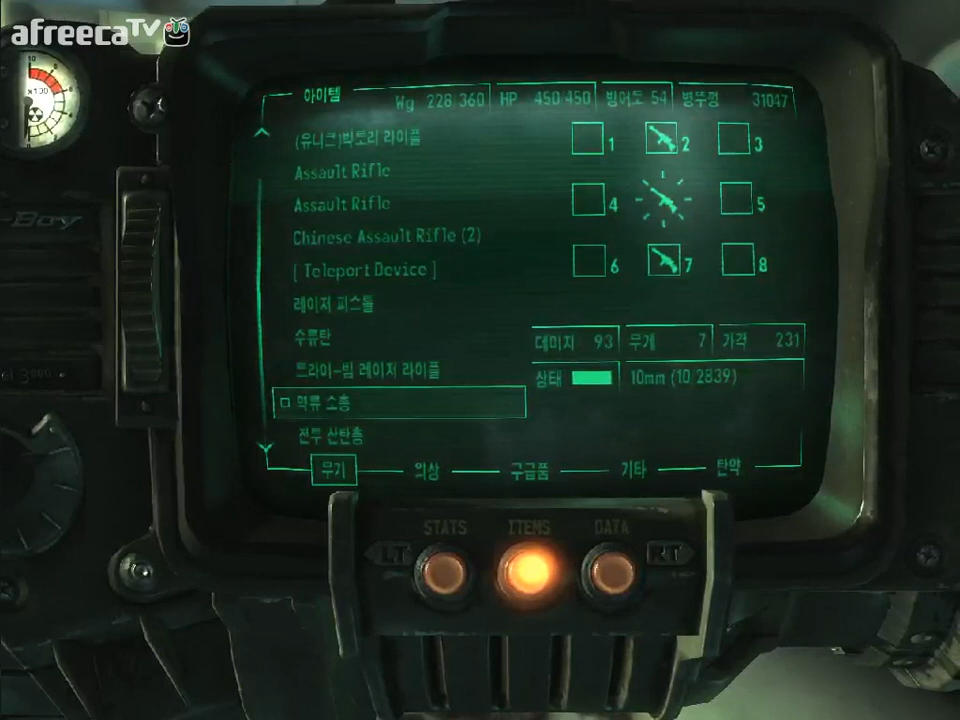 afreecaTV
아이템 Wg 228/360 HP 450/450 방어도 54 병뚜껑 31047
(유니크)빅토리 라이플
Assault Rifle
Assault Rifle
Chinese Assault Rifle (2)
[ Teleport Device ]
레이저 피스톨
수류탄
트라이-빔 레이저 라이플
역류 소총
전투 산탄총
1 2 3
4 5
6 7 8
데미지 93 무게 7 가격 231
상태 10mm (10/2839)
무기 의상 구급품 기타 탄약
STATS ITEMS DATA
LT RT
-Boy
3000